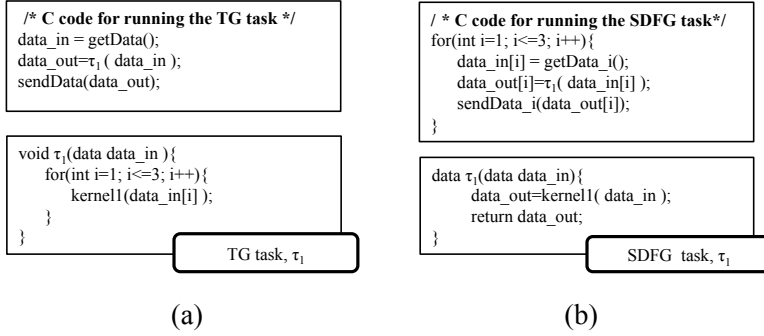 /* C code for running the TG task */
data_in = getData();
data_out=τ1 ( data_in );
sendData(data_out);
void τ1(data data_in ){
for(int i=1; i<=3; i++){
kernel1(data_in[i] );
}
}
TG task, τ1
(a)
/ * C code for running the SDFG task*/
for(int i=1; i<=3; i++){
data_in[i] = getData_i();
data_out[i]=τ1( data_in[i] );
sendData_i(data_out[i]);
}
data τ1(data data_in){
data_out=kernel1( data_in );
return data_out;
}
SDFG task, τ1
(b)